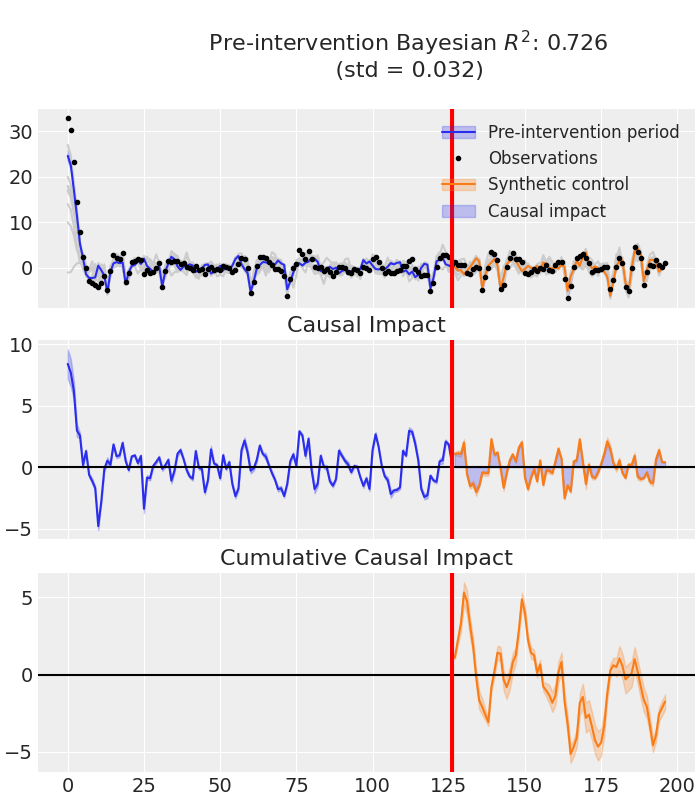 Pre-intervention Bayesian R²: 0.726
(std = 0.032)
30
20
10
0
Pre-intervention period
Observations
Synthetic control
Causal impact
Causal Impact
10
5
0
−5
Cumulative Causal Impact
5
0
−5
0 25 50 75 100 125 150 175 200